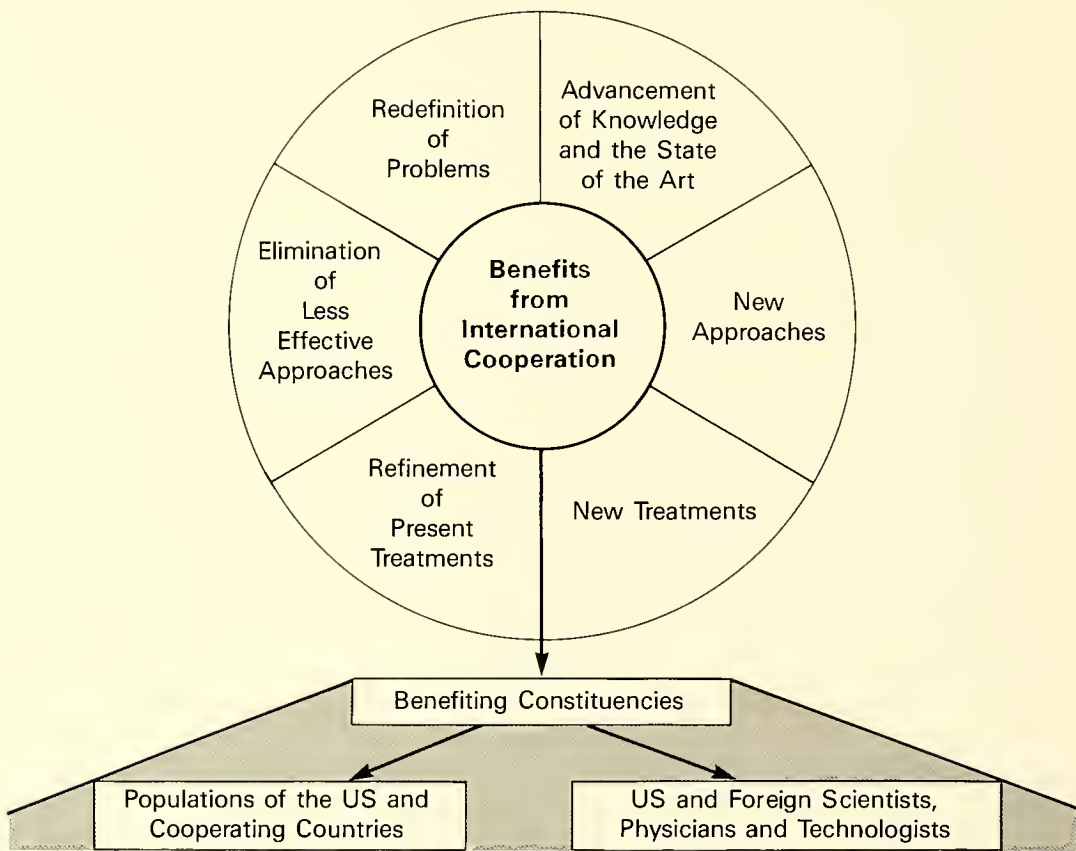 Redefinition
of
Problems
Advancement
of Knowledge
and the State
of the Art
Elimination
of
Less
Effective
Approaches
Benefits
from
International
Cooperation
New
Approaches
Refinement
of
Present
Treatments
New Treatments
Benefiting Constituencies
Populations of the US and
Cooperating Countries
US and Foreign Scientists,
Physicians and Technologists